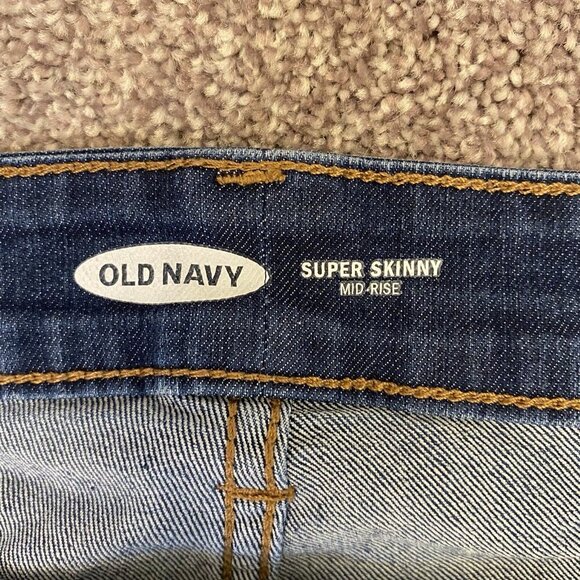 OLD NAVY
SUPER SKINNY
MID-RISE